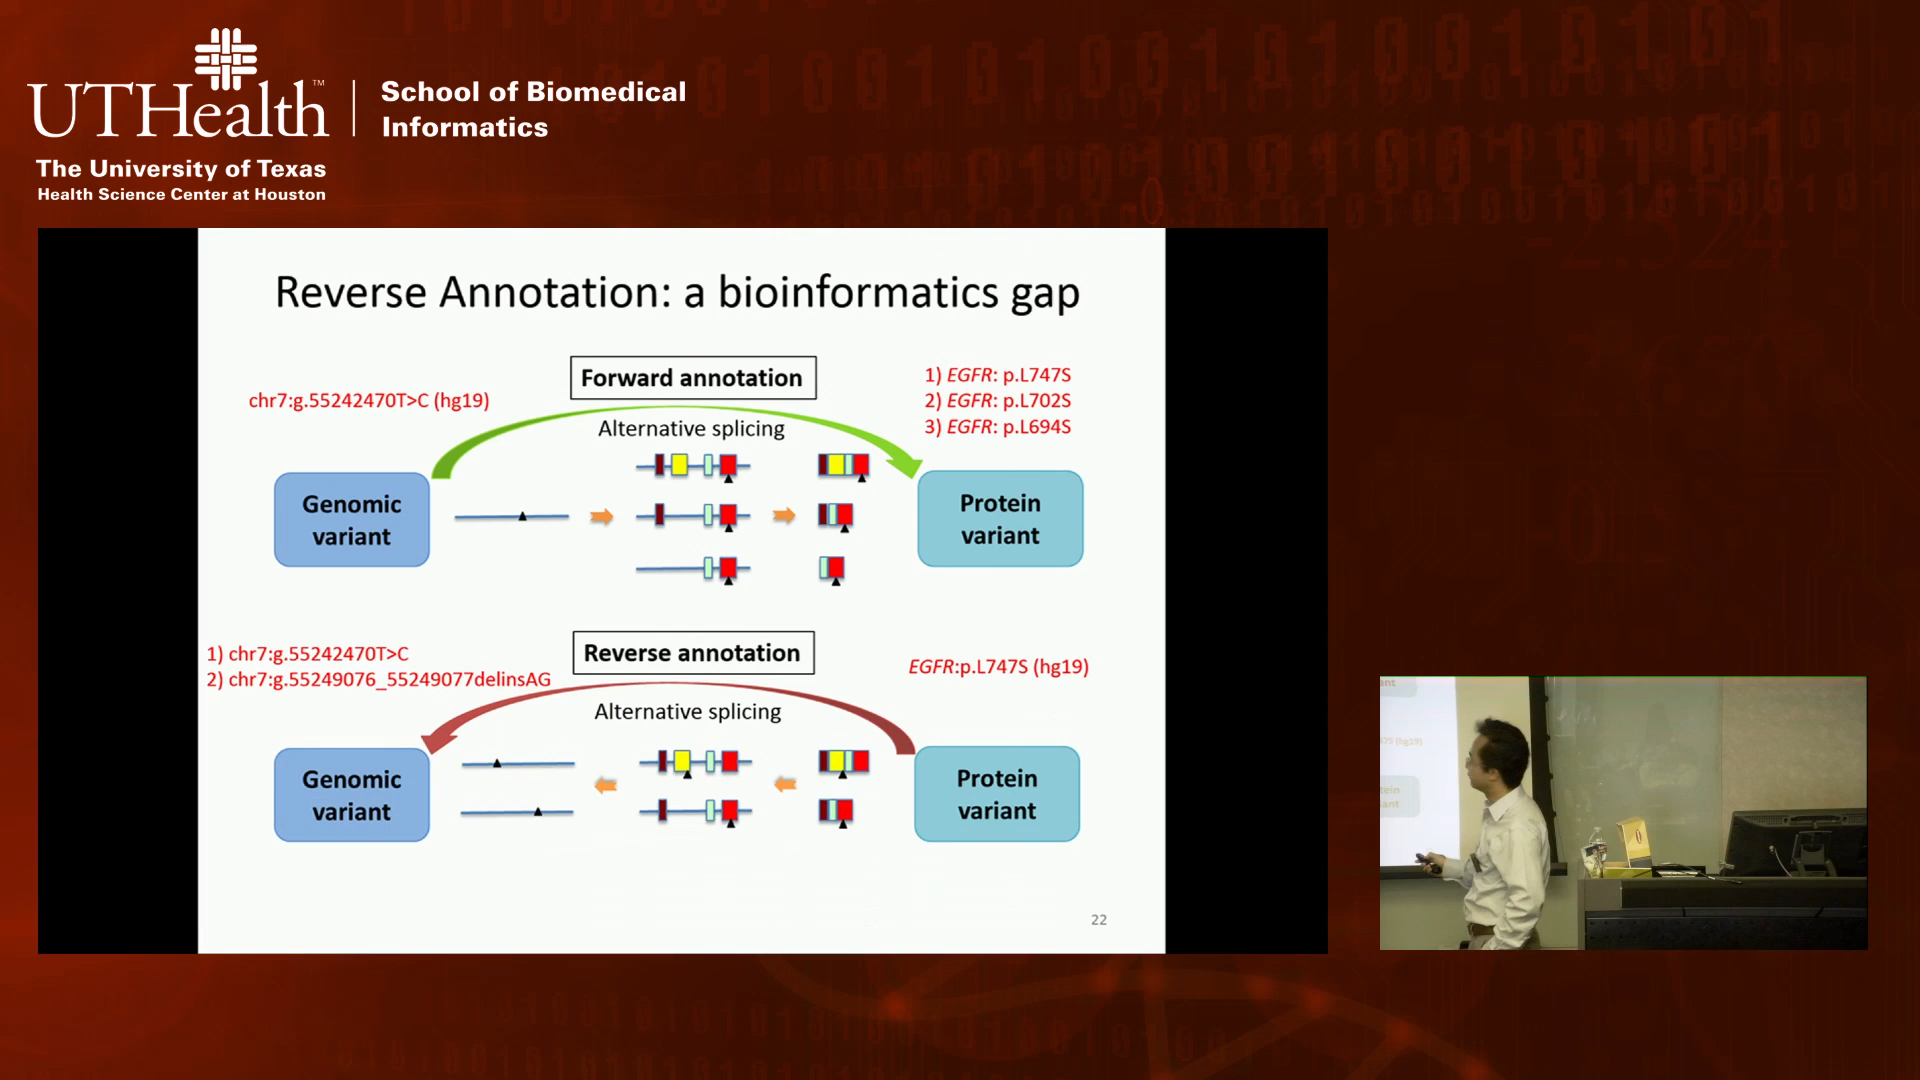 UTHealth™
School of Biomedical
Informatics
The University of Texas
Health Science Center at Houston
Reverse Annotation: a bioinformatics gap
Forward annotation
chr7:g.55242470T>C (hg19)
1) EGFR: p.L747S
2) EGFR: p.L702S
3) EGFR: p.L694S
Alternative splicing
Genomic
variant
Protein
variant
Reverse annotation
1) chr7:g.55242470T>C
2) chr7:g.55249076_55249077delinsAG
EGFR:p.L747S (hg19)
Alternative splicing
Genomic
variant
Protein
variant
22